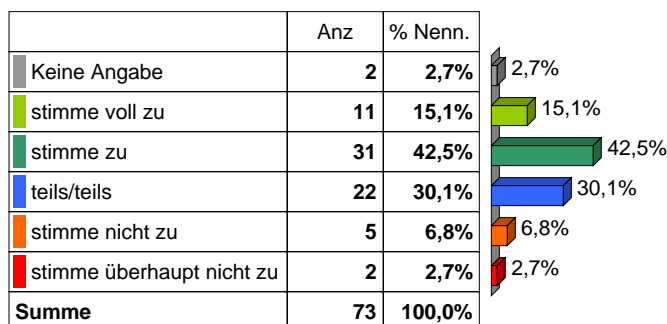 Anz % Nenn.
Keine Angabe 2 2,7% 2,7%
stimme voll zu 11 15,1% 15,1%
stimme zu 31 42,5% 42,5%
teils/teils 22 30,1% 30,1%
stimme nicht zu 5 6,8% 6,8%
stimme überhaupt nicht zu 2 2,7% 2,7%
Summe 73 100,0%